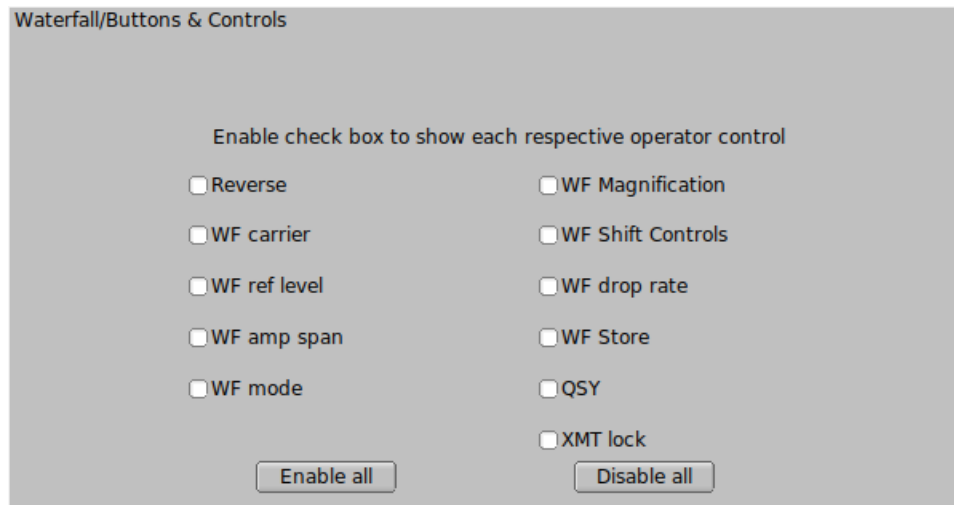 Waterfall/Buttons & Controls
Enable check box to show each respective operator control
Reverse
WF Magnification
WF carrier
WF Shift Controls
WF ref level
WF drop rate
WF amp span
WF Store
WF mode
QSY
XMT lock
Enable all
Disable all